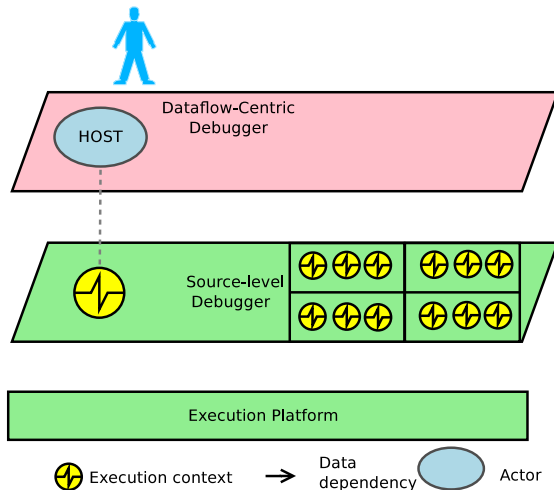 Dataflow-Centric
Debugger
HOST
Source-level
Debugger
Execution Platform
Execution context
Data
dependency
Actor